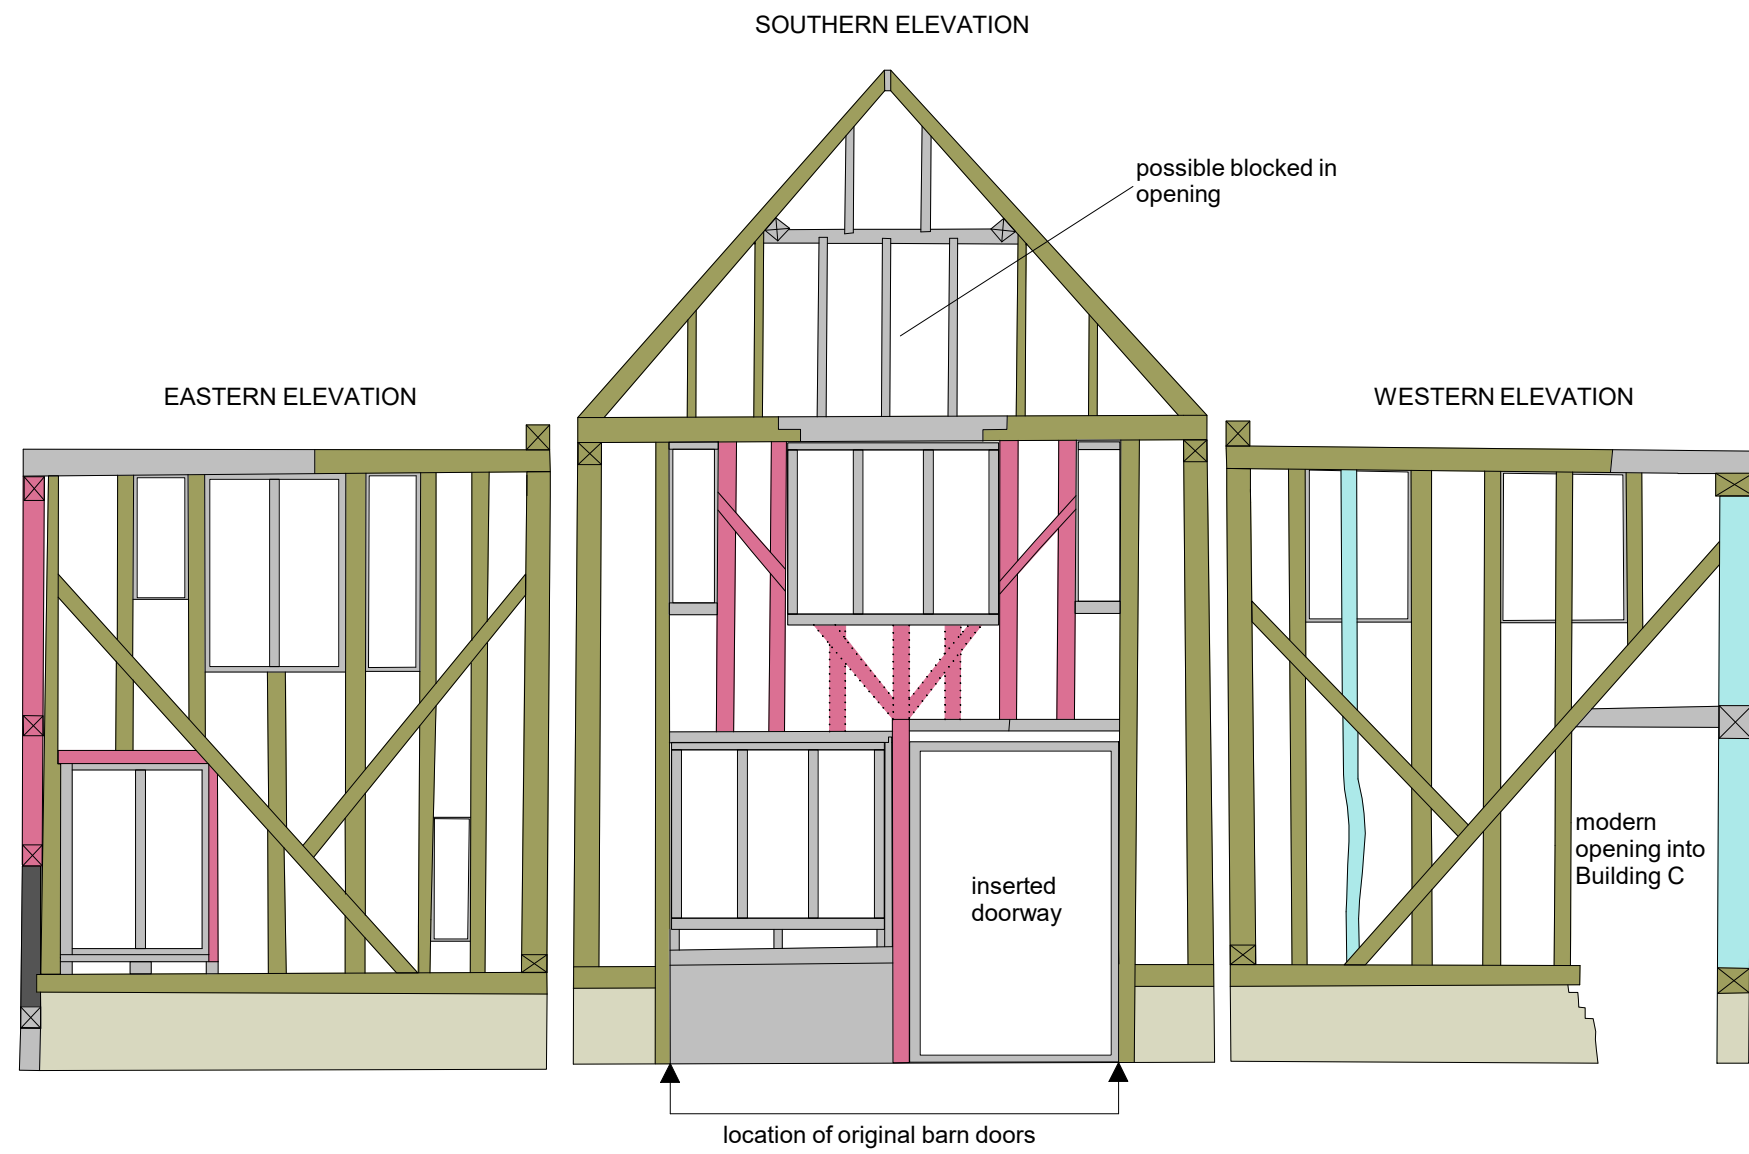 SOUTHERN ELEVATION
possible blocked in
opening
EASTERN ELEVATION
WESTERN ELEVATION
modern
opening into
Building C
inserted
doorway
location of original barn doors